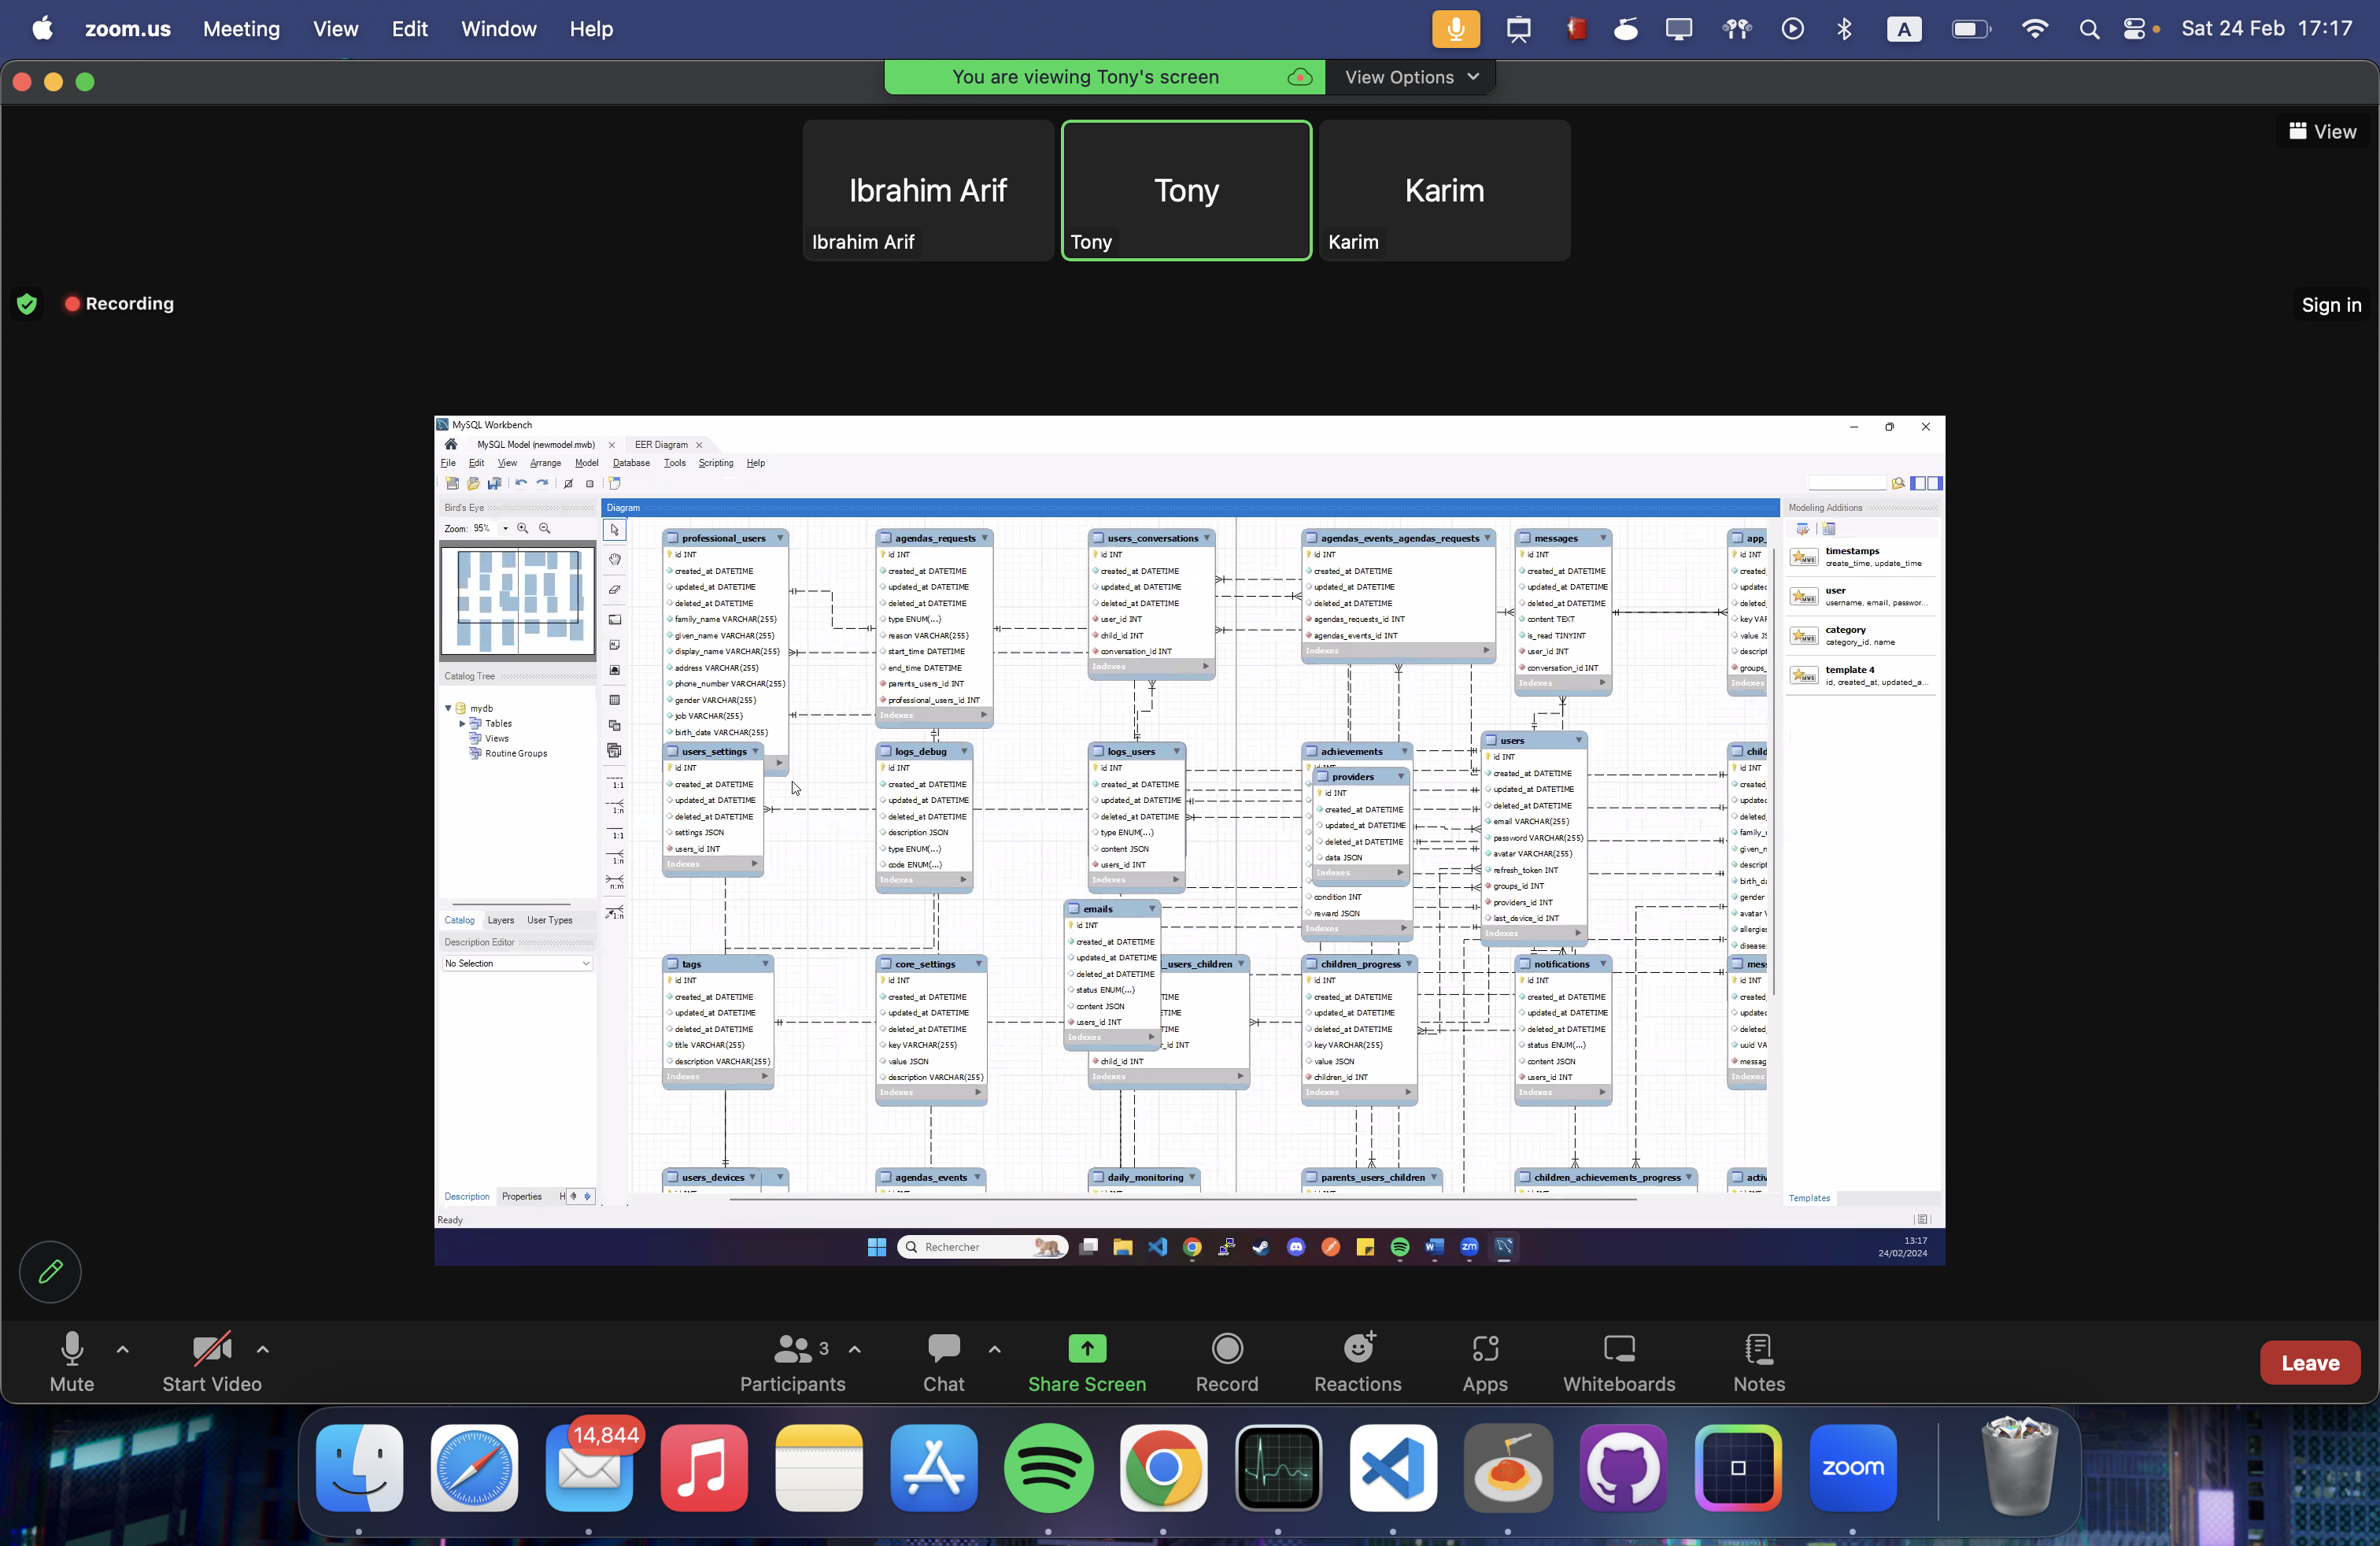 zoom.us Meeting View Edit Window Help
A Sat 24 Feb 17:17
You are viewing Tony's screen View Options
View
Ibrahim Arif
Ibrahim Arif
Tony
Tony
Karim
Karim
Recording
Sign in
MySQL Workbench
MySQL Model (newmodel.mwb)
EER Diagram
File Edit View Arrange Model Database Tools Scripting Help
Bird's Eye
Zoom: 95%
Catalog Tree
mydb
Tables
Views
Routine Groups
Catalog Layers User Types
Description Editor
No Selection
Description Properties H
Ready
1:1
1:n
1:1
1:n
n:m
1:n
Diagram
professional_users
id INT
created_at DATETIME
updated_at DATETIME
deleted_at DATETIME
family_name VARCHAR(255)
given_name VARCHAR(255)
display_name VARCHAR(255)
address VARCHAR(255)
phone_number VARCHAR(255)
gender VARCHAR(255)
job VARCHAR(255)
birth_date VARCHAR(255)
agendas_requests
id INT
created_at DATETIME
updated_at DATETIME
deleted_at DATETIME
type ENUM(...)
reason VARCHAR(255)
start_time DATETIME
end_time DATETIME
parents_users_id INT
professional_users_id INT
Indexes
users_conversations
id INT
created_at DATETIME
updated_at DATETIME
deleted_at DATETIME
user_id INT
child_id INT
conversation_id INT
Indexes
agendas_events_agendas_requests
id INT
created_at DATETIME
updated_at DATETIME
deleted_at DATETIME
agendas_requests_id INT
agendas_events_id INT
Indexes
messages
id INT
created_at DATETIME
updated_at DATETIME
deleted_at DATETIME
content TEXT
is_read TINYINT
user_id INT
conversation_id INT
Indexes
app_
id INT
created_
updated
deleted_
key VAR
value JS
descript
groups_
Indexes
users_settings
id INT
created_at DATETIME
updated_at DATETIME
deleted_at DATETIME
settings JSON
users_id INT
Indexes
logs_debug
id INT
created_at DATETIME
updated_at DATETIME
deleted_at DATETIME
description JSON
type ENUM(...)
code ENUM(...)
Indexes
logs_users
id INT
created_at DATETIME
updated_at DATETIME
deleted_at DATETIME
type ENUM(...)
content JSON
users_id INT
Indexes
achievements
providers
id INT
created_at DATETIME
updated_at DATETIME
deleted_at DATETIME
data JSON
Indexes
condition INT
reward JSON
Indexes
users
id INT
created_at DATETIME
updated_at DATETIME
deleted_at DATETIME
email VARCHAR(255)
password VARCHAR(255)
avatar VARCHAR(255)
refresh_token INT
groups_id INT
providers_id INT
last_device_id INT
Indexes
child
id INT
created_
updated
deleted_
family_
given_n
descript
birth_da
gender
avatar V
allergie
disease
tags
id INT
created_at DATETIME
updated_at DATETIME
deleted_at DATETIME
title VARCHAR(255)
description VARCHAR(255)
Indexes
core_settings
id INT
created_at DATETIME
updated_at DATETIME
deleted_at DATETIME
key VARCHAR(255)
value JSON
description VARCHAR(255)
Indexes
emails
id INT
created_at DATETIME
updated_at DATETIME
deleted_at DATETIME
status ENUM(...)
content JSON
users_id INT
Indexes
_users_children
TIME
TIME
TIME
_id INT
child_id INT
Indexes
children_progress
id INT
created_at DATETIME
updated_at DATETIME
deleted_at DATETIME
key VARCHAR(255)
value JSON
children_id INT
Indexes
notifications
id INT
created_at DATETIME
updated_at DATETIME
deleted_at DATETIME
status ENUM(...)
content JSON
users_id INT
Indexes
mess
id INT
created_
updated
deleted_
uuid VA
messag
Indexes
users_devices
agendas_events
daily_monitoring
parents_users_children
children_achievements_progress
activ
Modeling Additions
timestamps
create_time, update_time
user
username, email, passwor...
category
category_id, name
template 4
id, created_at, updated_a...
Templates
Rechercher
13:17
24/02/2024
Mute
Start Video
3
Participants
Chat
Share Screen
Record
Reactions
Apps
Whiteboards
Notes
Leave
14,844
zoom